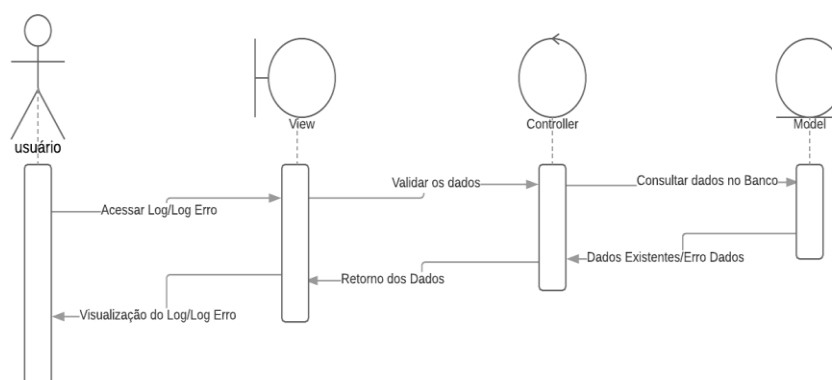 usuário
View
Controller
Model
Acessar Log/Log Erro
Validar os dados
Consultar dados no Banco
Dados Existentes/Erro Dados
Retorno dos Dados
Visualização do Log/Log Erro